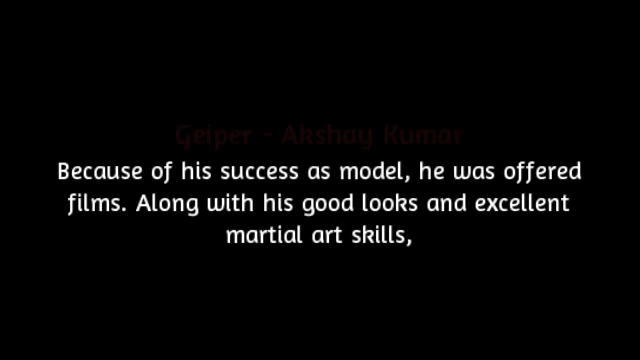 Geiper - Akshay Kumar
Because of his success as model, he was offered
films. Along with his good looks and excellent
martial art skills,